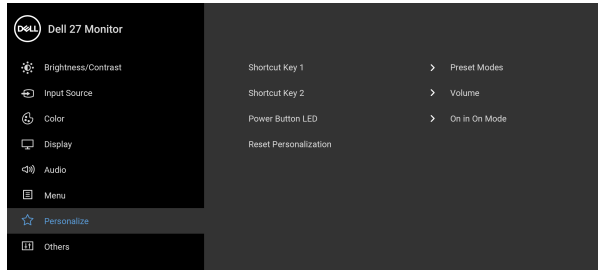 DELL Dell 27 Monitor
Brightness/Contrast
Input Source
Color
Display
Audio
Menu
Personalize
Others
Shortcut Key 1 Preset Modes
Shortcut Key 2 Volume
Power Button LED On in On Mode
Reset Personalization